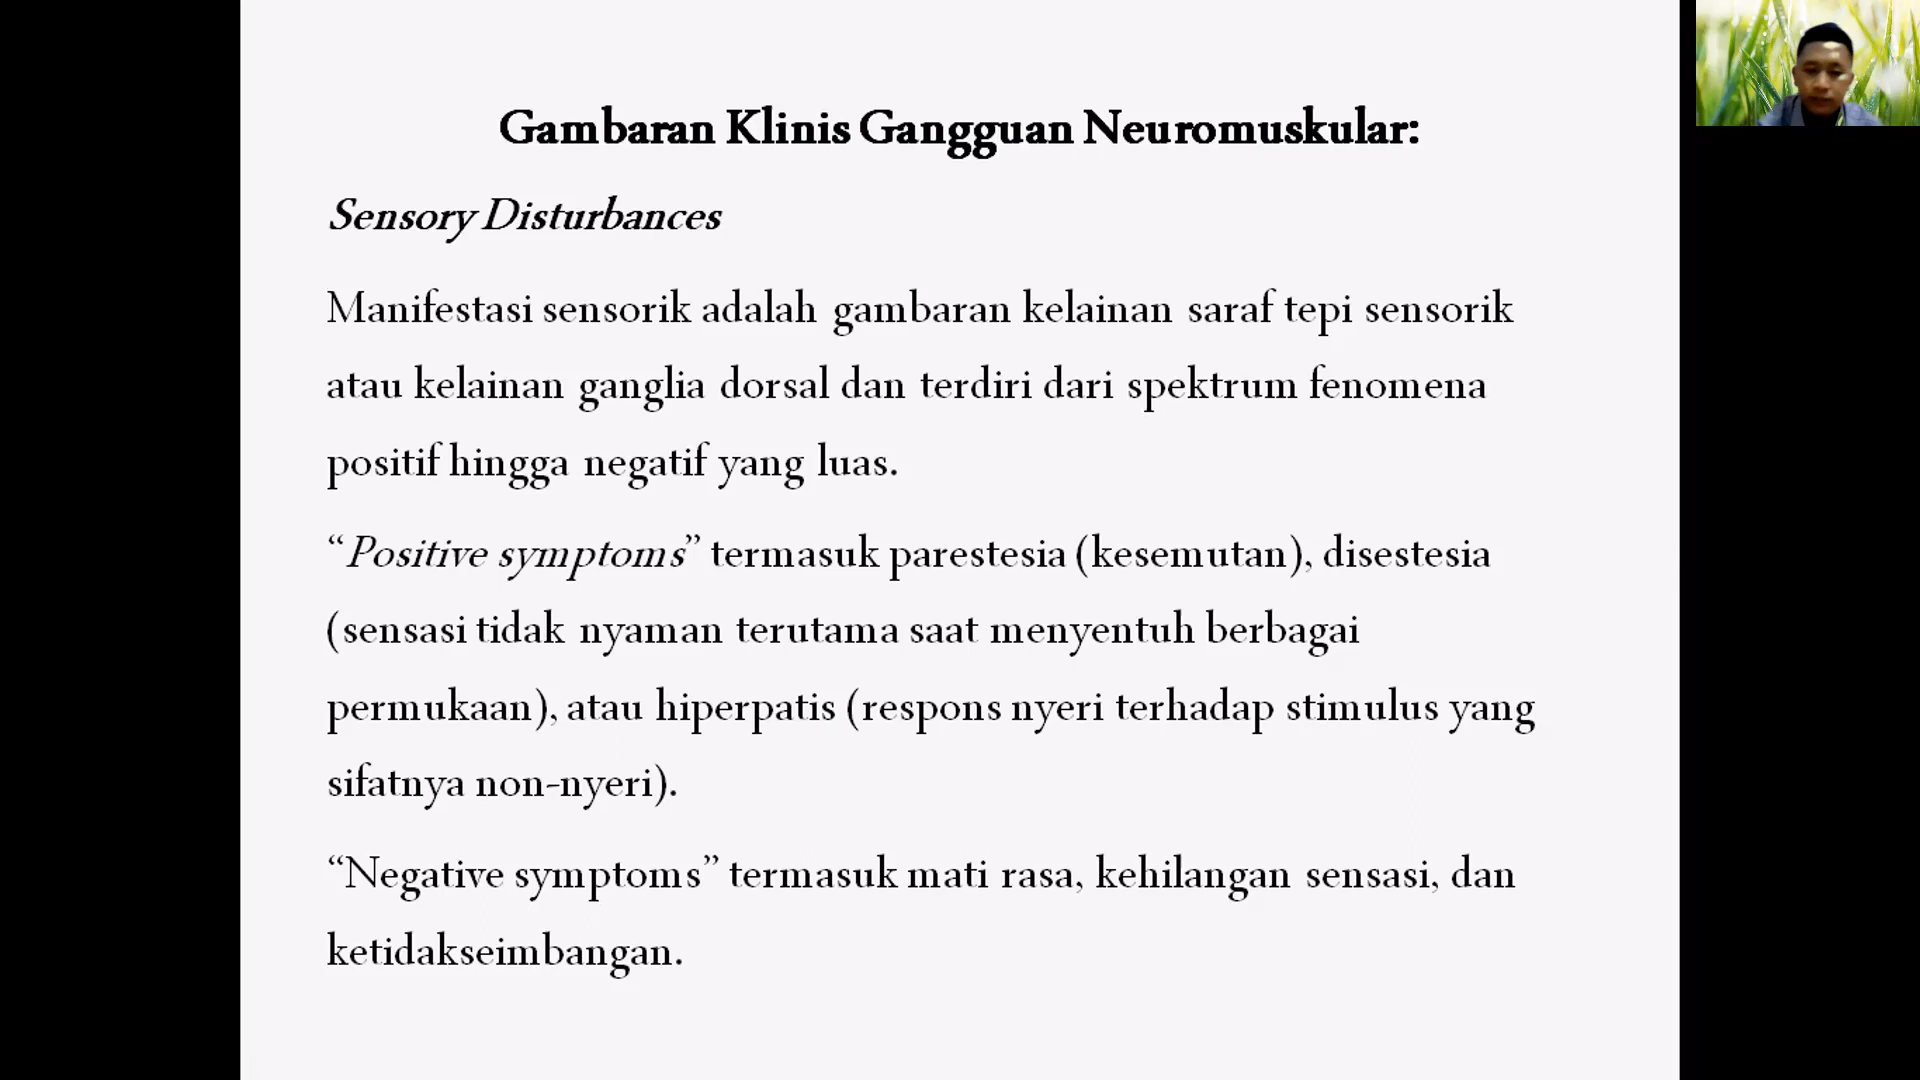 Gambaran Klinis Gangguan Neuromuskular:
Sensory Disturbances
Manifestasi sensorik adalah gambaran kelainan saraf tepi sensorik
atau kelainan ganglia dorsal dan terdiri dari spektrum fenomena
positif hingga negatif yang luas.
“Positive symptoms” termasuk parestesia (kesemutan), disestesia
(sensasi tidak nyaman terutama saat menyentuh berbagai
permukaan), atau hiperpatis (respons nyeri terhadap stimulus yang
sifatnya non-nyeri).
“Negative symptoms” termasuk mati rasa, kehilangan sensasi, dan
ketidakseimbangan.